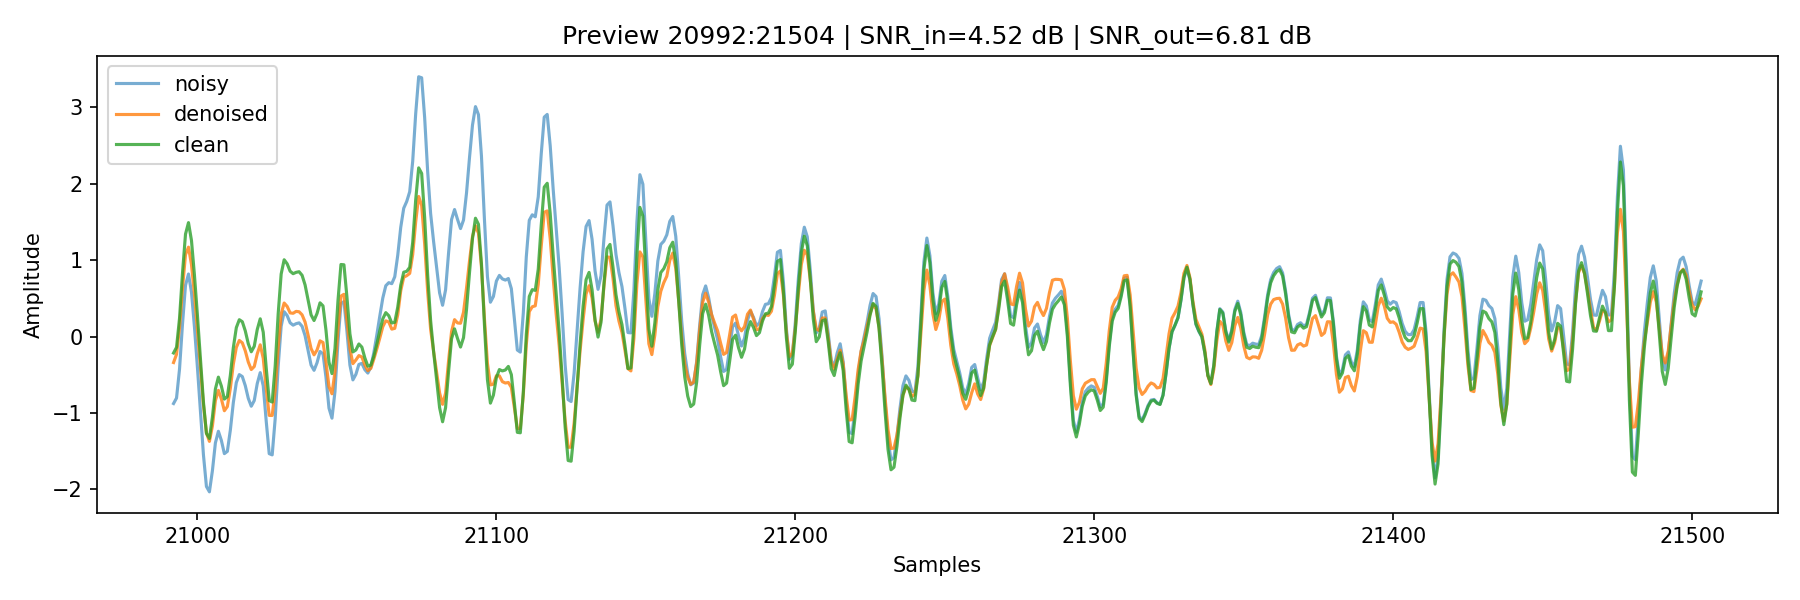 Preview 20992:21504 | SNR_in=4.52 dB | SNR_out=6.81 dB
noisy
denoised
clean
Amplitude
3
2
1
0
−1
−2
21000 21100 21200 21300 21400 21500
Samples